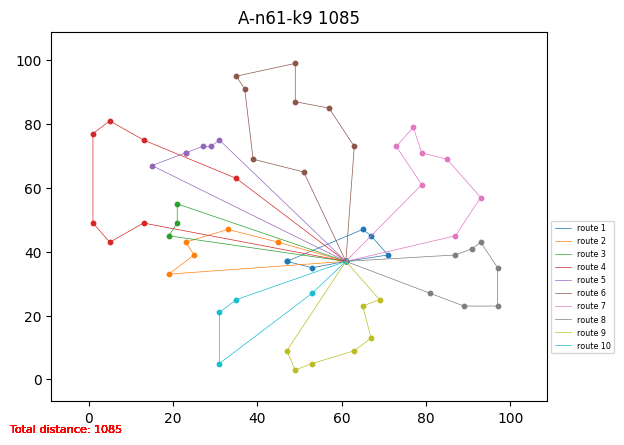 A-n61-k9 1085
100
80
60
40
20
0
0 20 40 60 80 100
route 1
route 2
route 3
route 4
route 5
route 6
route 7
route 8
route 9
route 10
Total distance: 1085